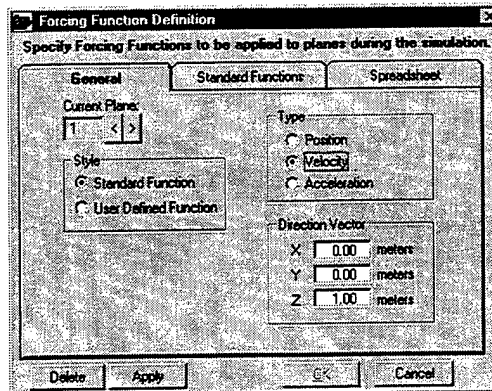 Forcing Function Definition
Specify Forcing Functions to be applied to planes during the simulation.
General Standard Functions Spreadsheet
Current Plane:
1 < >
Style
Standard Function
User Defined Function
Type
Position
Velocity
Acceleration
Direction Vector
X 0.00 meters
Y 0.00 meters
Z 1.00 meters
Delete Apply OK Cancel